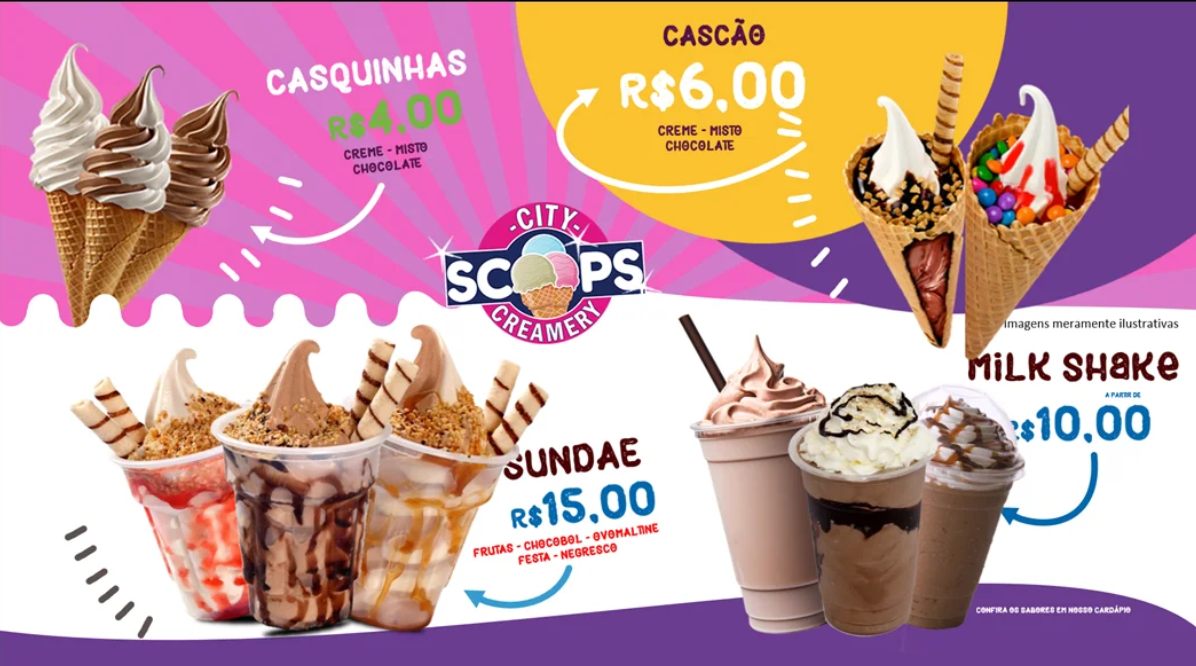 CASQUINHAS
R$4,00
CREME - MISTO
CHOCOLATE
CASCÃO
R$6,00
CREME - MISTO
CHOCOLATE
-CITY-
SCOOPS
CREAMERY
Imagens meramente ilustrativas
MiLK SHaKe
A PARTIR DE
R$10,00
SUNDAE
R$15,00
FRUTAS - CHOCOBOL - OVOMALTINE
FESTA - NEGRESCO
CONFIRA OS SABORES EM NOSSO CARDÁPIO